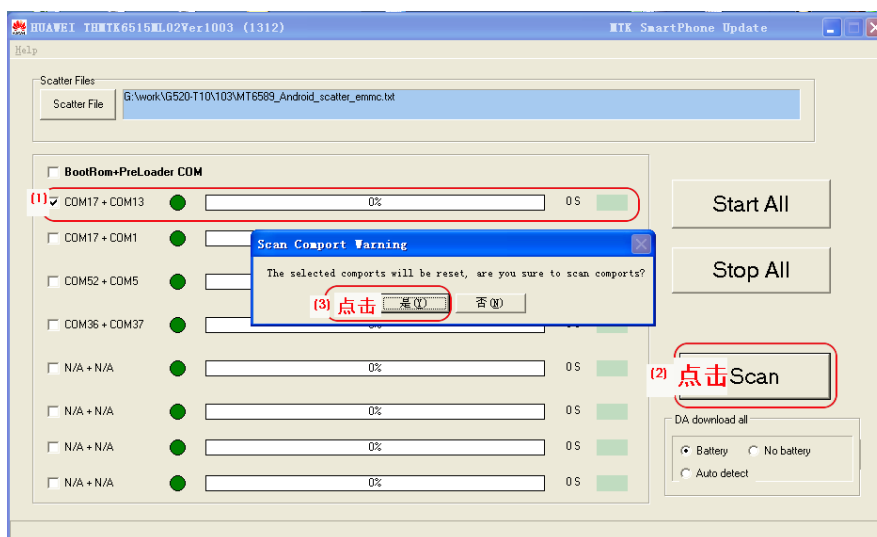 HUAWEI THMTK6515ML02Ver1003 (1312) MTK SmartPhone Update
Help
Scatter Files
Scatter File G:\work\G520-T10\103\MT6589_Android_scatter_emmc.txt
BootRom+PreLoader COM
(1) COM17 + COM13 0% 0 S
Start All
COM17 + COM1
Scan Comport Warning
The selected comports will be reset, are you sure to scan comports?
Stop All
COM52 + COM5
(3) 点击 是(Y) 否(N)
COM36 + COM37
N/A + N/A 0% 0 S
(2) 点击 Scan
N/A + N/A 0% 0 S
DA download all
N/A + N/A 0% 0 S
Battery No battery
Auto detect
N/A + N/A 0% 0 S